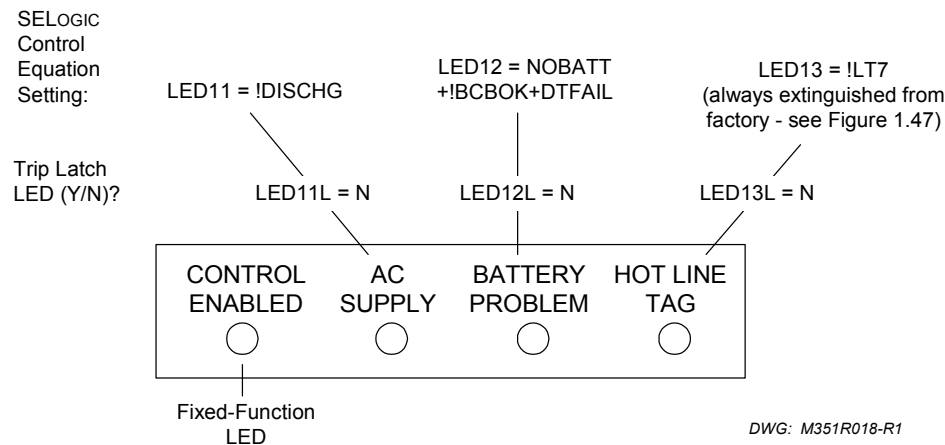 SELOGIC
Control
Equation
Setting:
LED11 = !DISCHG
LED12 = NOBATT
+!BCBOK+DTFAIL
LED13 = !LT7
(always extinguished from
factory - see Figure 1.47)
Trip Latch
LED (Y/N)?
LED11L = N
LED12L = N
LED13L = N
CONTROL
ENABLED
AC
SUPPLY
BATTERY
PROBLEM
HOT LINE
TAG
Fixed-Function
LED
DWG: M351R018-R1